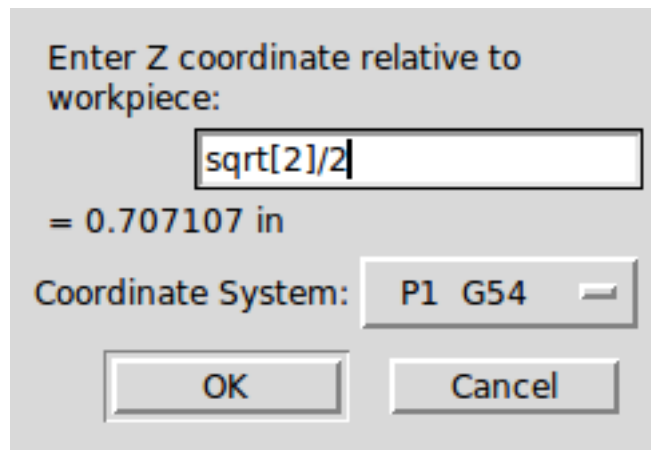 Enter Z coordinate relative to
workpiece:
sqrt[2]/2
= 0.707107 in
Coordinate System: P1 G54
OK Cancel